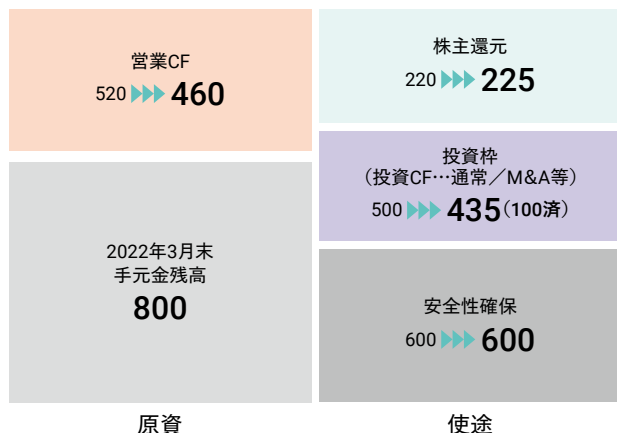 営業CF
520 460
2022年3月末
手元金残高
800
原資
株主還元
220 225
投資枠
（投資CF…通常／M&A等）
500 435（100済）
安全性確保
600 600
使途